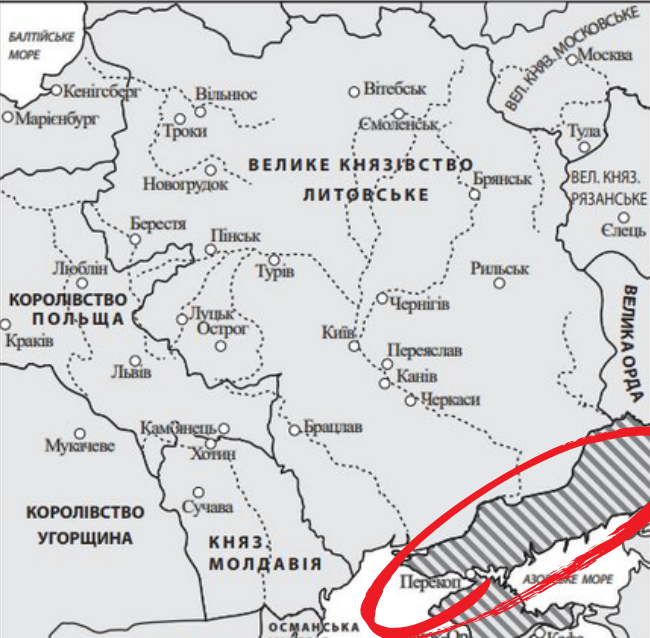 БАЛТІЙСЬКЕ
МОРЕ
ВЕЛ. КНЯЗ. МОСКОВСЬКЕ
Москва
Кенігсберг
Вільнюс
Вітебськ
Марієнбург
Троки
Смоленськ
Тула
ВЕЛИКЕ КНЯЗІВСТВО
ЛИТОВСЬКЕ
Новогрудок
Брянськ
ВЕЛ. КНЯЗ.
РЯЗАНСЬКЕ
Єлець
Берестя
Пінськ
Люблін
Турів
Рильськ
КОРОЛІВСТВО
ПОЛЬЩА
Луцьк
Острог
Чернігів
ВЕЛИКА ОРДА
Краків
Київ
Переяслав
Львів
Канів
Черкаси
Мукачеве
Кам'янець
Хотин
Брацлав
Сучава
КОРОЛІВСТВО
УГОРЩИНА
КНЯЗ.
МОЛДАВІЯ
Перекоп
АЗОВСЬКЕ МОРЕ
ОСМАНСЬКА